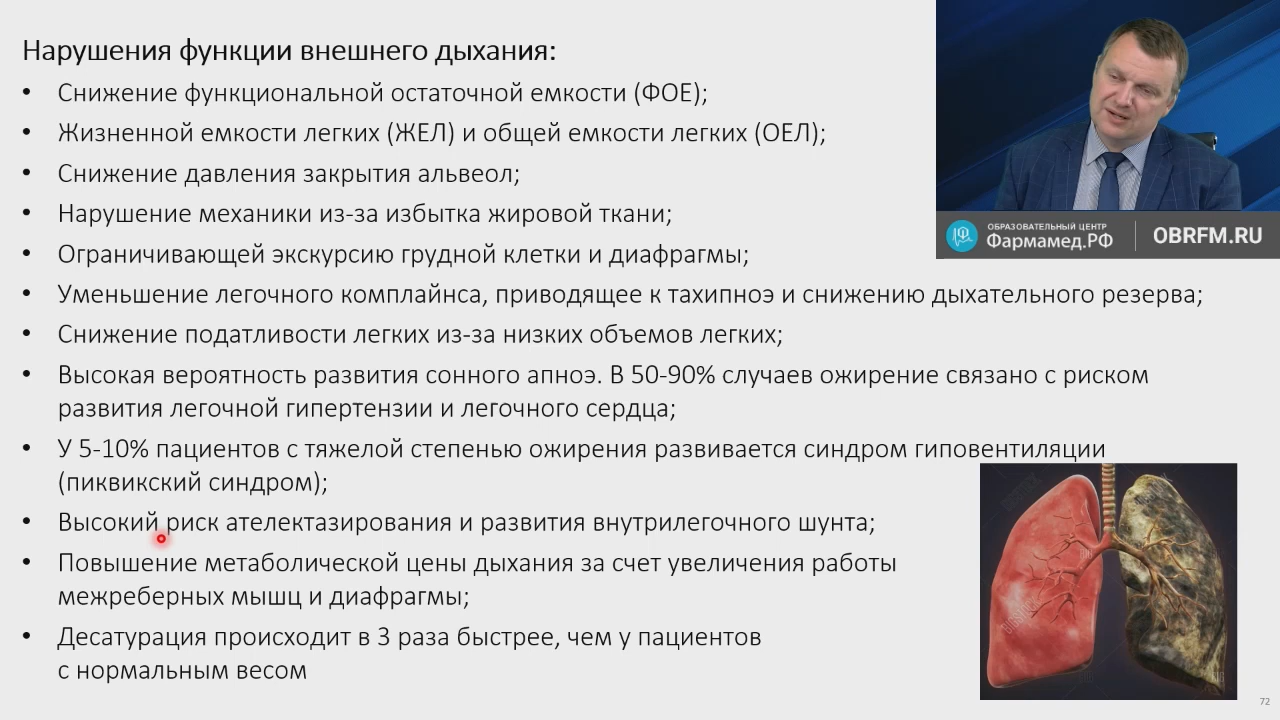 Нарушения функции внешнего дыхания:
• Снижение функциональной остаточной емкости (ФОЕ);
• Жизненной емкости легких (ЖЕЛ) и общей емкости легких (ОЕЛ);
• Снижение давления закрытия альвеол;
• Нарушение механики из-за избытка жировой ткани;
• Ограничивающей экскурсию грудной клетки и диафрагмы;
• Уменьшение легочного комплайнса, приводящее к тахипноэ и снижению дыхательного резерва;
• Снижение податливости легких из-за низких объемов легких;
• Высокая вероятность развития сонного апноэ. В 50-90% случаев ожирение связано с риском
развития легочной гипертензии и легочного сердца;
• У 5-10% пациентов с тяжелой степенью ожирения развивается синдром гиповентиляции
(пиквикский синдром);
• Высокий риск ателектазирования и развития внутрилегочного шунта;
• Повышение метаболической цены дыхания за счет увеличения работы
межреберных мышц и диафрагмы;
• Десатурация происходит в 3 раза быстрее, чем у пациентов
с нормальным весом
ОБРАЗОВАТЕЛЬНЫЙ ЦЕНТР
Фармамед.РФ
OBRFM.RU
72